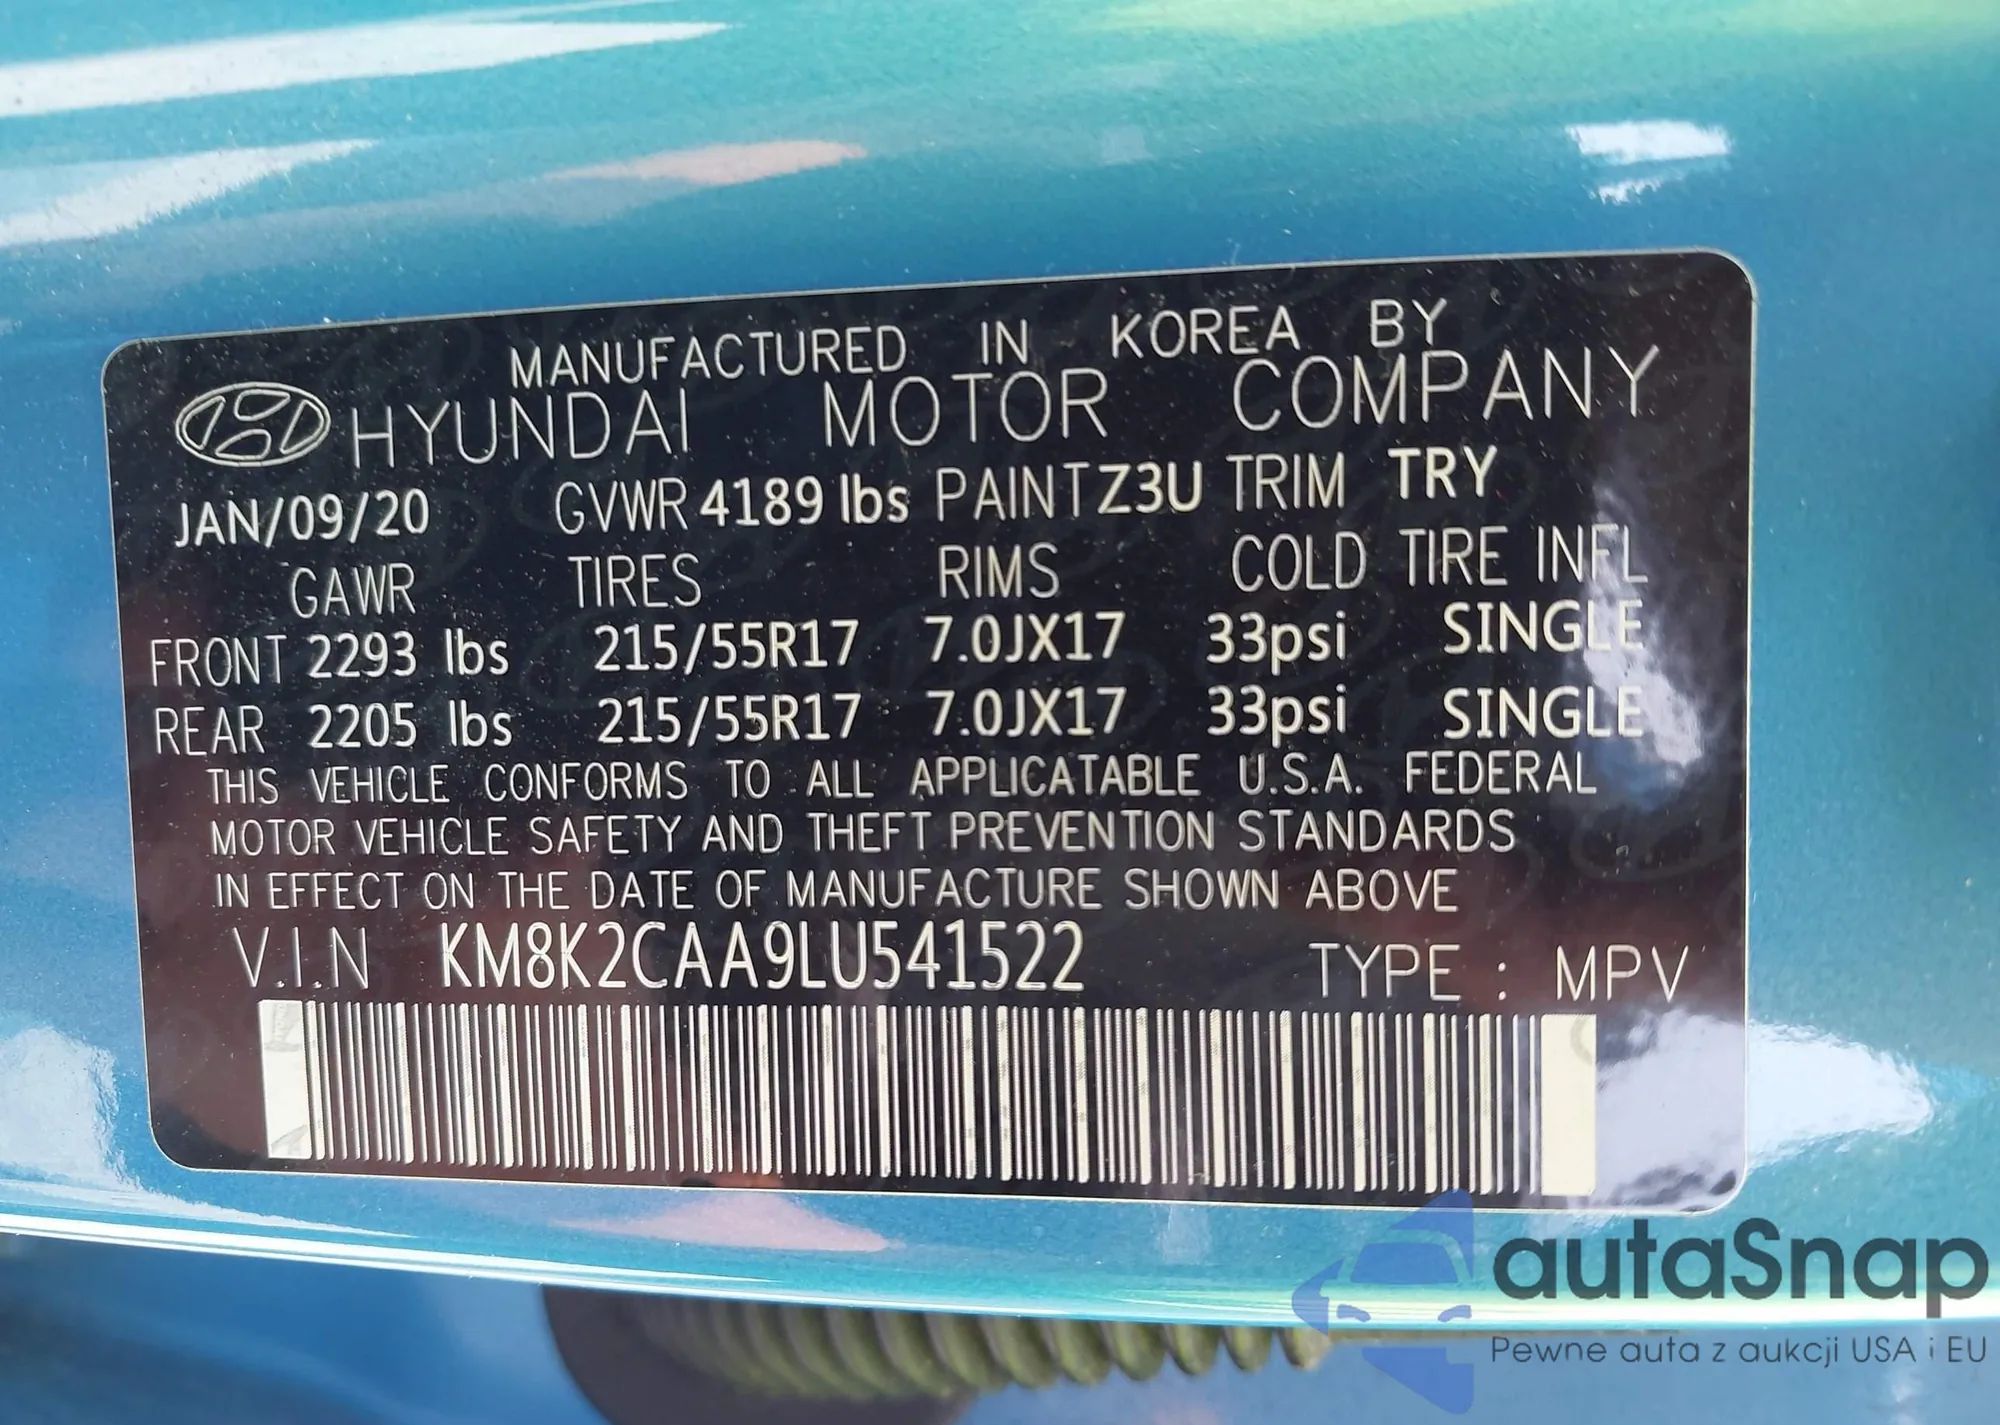 MANUFACTURED IN KOREA BY
HYUNDAI MOTOR COMPANY
JAN/09/20 GVWR 4189 lbs PAINT Z3U TRIM TRY
GAWR TIRES RIMS COLD TIRE INFL
FRONT 2293 lbs 215/55R17 7.0JX17 33psi SINGLE
REAR 2205 lbs 215/55R17 7.0JX17 33psi SINGLE
THIS VEHICLE CONFORMS TO ALL APPLICATABLE U.S.A. FEDERAL
MOTOR VEHICLE SAFETY AND THEFT PREVENTION STANDARDS
IN EFFECT ON THE DATE OF MANUFACTURE SHOWN ABOVE
V.I.N KM8K2CAA9LU541522 TYPE : MPV
autaSnap
Pewne auta z aukcji USA i EU